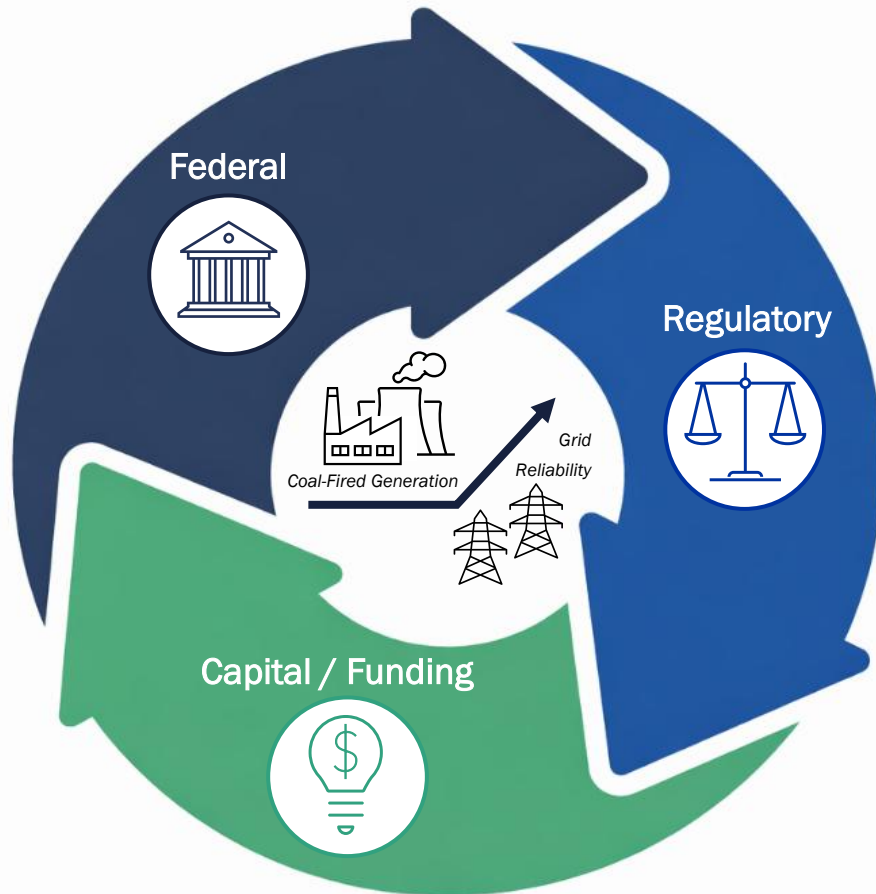 Federal
Regulatory
Coal-Fired Generation
Grid
Reliability
Capital / Funding
$